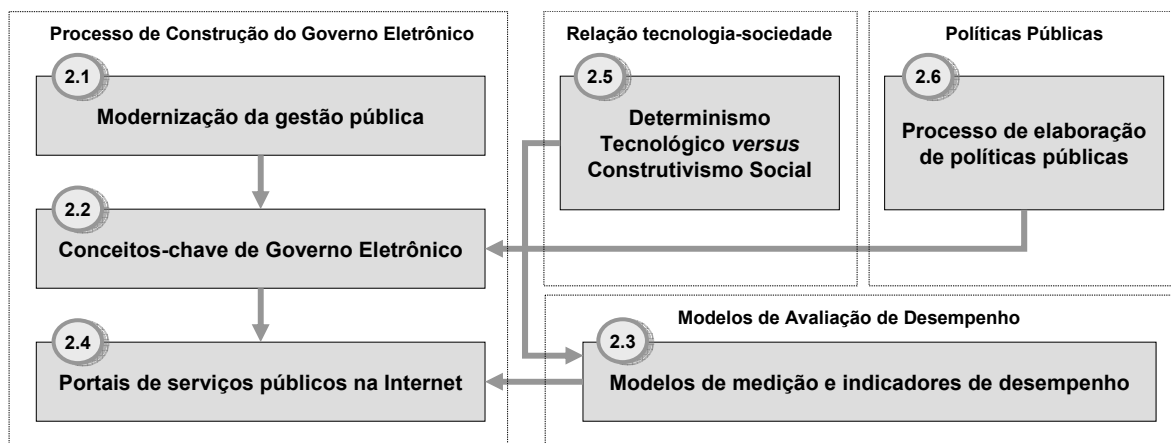 Processo de Construção do Governo Eletrônico
2.1
Modernização da gestão pública
2.2
Conceitos-chave de Governo Eletrônico
2.4
Portais de serviços públicos na Internet
Relação tecnologia-sociedade
2.5
Determinismo
Tecnológico versus
Construtivismo Social
Políticas Públicas
2.6
Processo de elaboração
de políticas públicas
Modelos de Avaliação de Desempenho
2.3
Modelos de medição e indicadores de desempenho